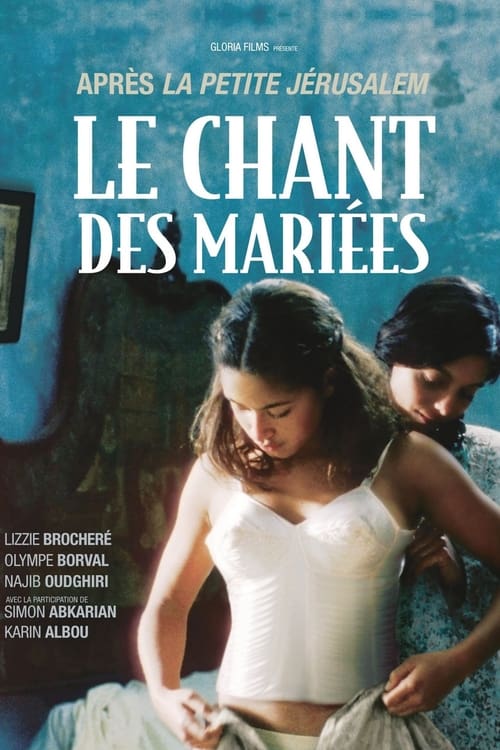 GLORIA FILMS PRÉSENTE
APRÈS LA PETITE JÉRUSALEM
LE CHANT
DES MARIÉES
LIZZIE BROCHERÉ
OLYMPE BORVAL
NAJIB OUDGHIRI
AVEC LA PARTICIPATION DE
SIMON ABKARIAN
KARIN ALBOU